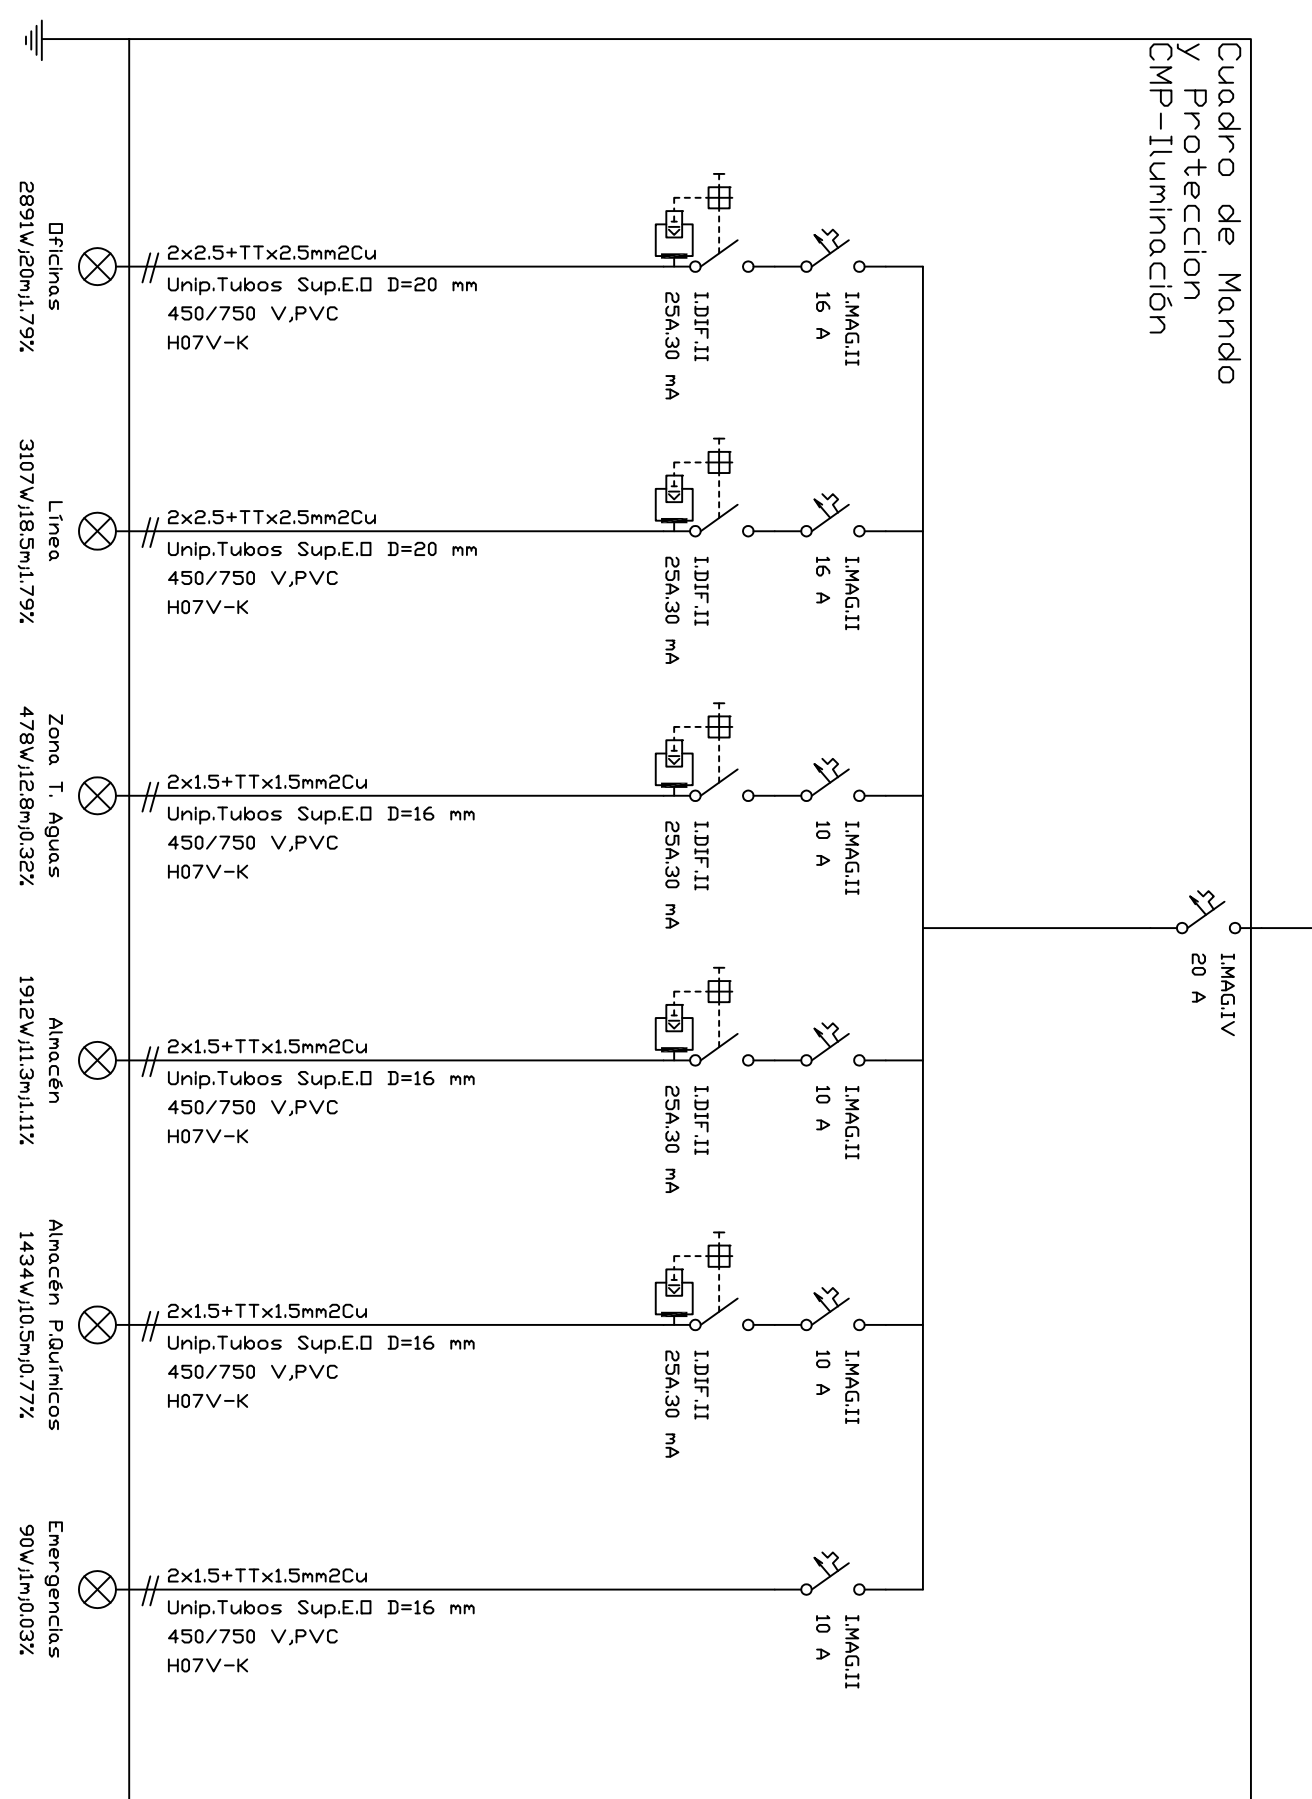 Cuadro de Mando
y Proteccion
CMP-Iluminación
I.MAG.IV
20 A
I.MAG.II
16 A
I.DIF.II
25A.30 mA
2x2.5+TTx2.5mm2Cu
Unip.Tubos Sup.E.O D=20 mm
450/750 V,PVC
H07V-K
Oficinas
2891W;20m;1.79%
I.MAG.II
16 A
I.DIF.II
25A.30 mA
2x2.5+TTx2.5mm2Cu
Unip.Tubos Sup.E.O D=20 mm
450/750 V,PVC
H07V-K
Línea
3107W;18.5m;1.79%
I.MAG.II
10 A
I.DIF.II
25A.30 mA
2x1.5+TTx1.5mm2Cu
Unip.Tubos Sup.E.O D=16 mm
450/750 V,PVC
H07V-K
Zona T. Aguas
478W;12.8m;0.32%
I.MAG.II
10 A
I.DIF.II
25A.30 mA
2x1.5+TTx1.5mm2Cu
Unip.Tubos Sup.E.O D=16 mm
450/750 V,PVC
H07V-K
Almacén
1912W;11.3m;1.11%
I.MAG.II
10 A
I.DIF.II
25A.30 mA
2x1.5+TTx1.5mm2Cu
Unip.Tubos Sup.E.O D=16 mm
450/750 V,PVC
H07V-K
Almacén P.Químicos
1434W;10.5m;0.77%
I.MAG.II
10 A
2x1.5+TTx1.5mm2Cu
Unip.Tubos Sup.E.O D=16 mm
450/750 V,PVC
H07V-K
Emergencias
90W;1m;0.03%